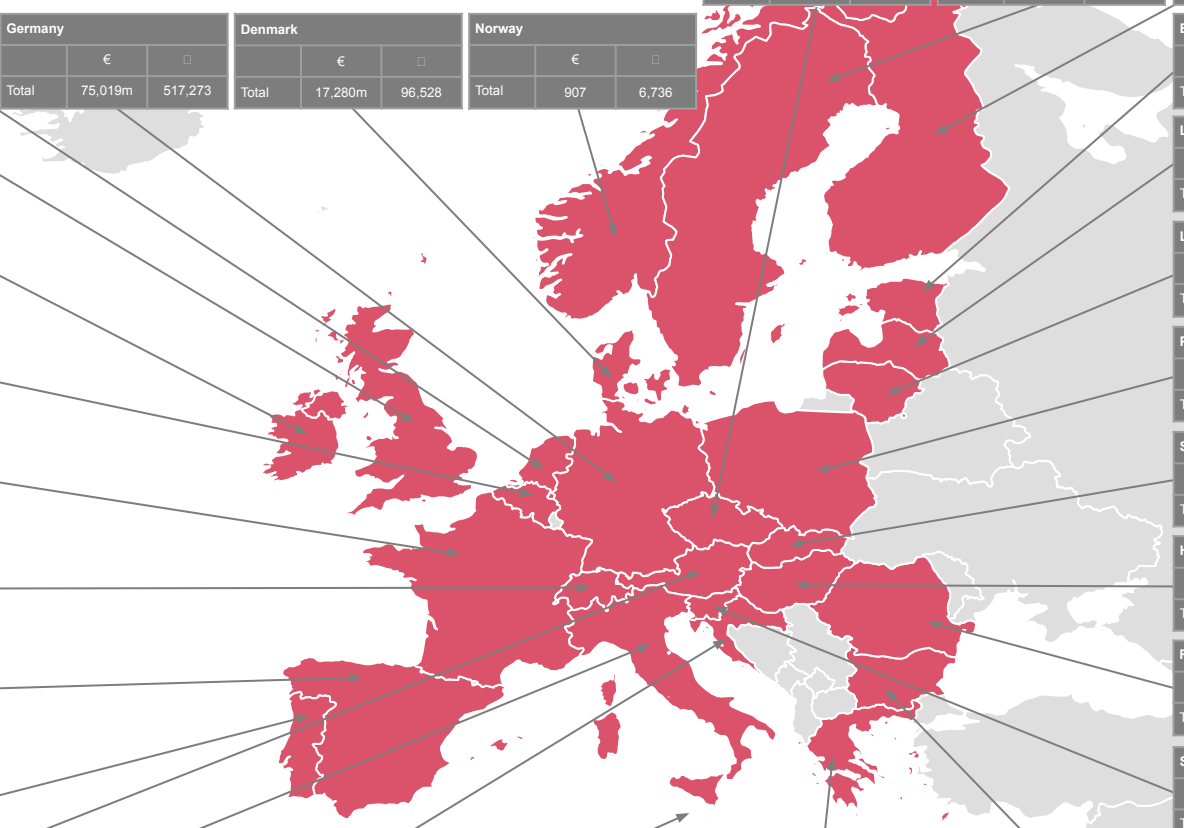 Germany
€
Total 75,019m 517,273
Denmark
€
Total 17,280m 96,528
Norway
€
Total 907 6,736